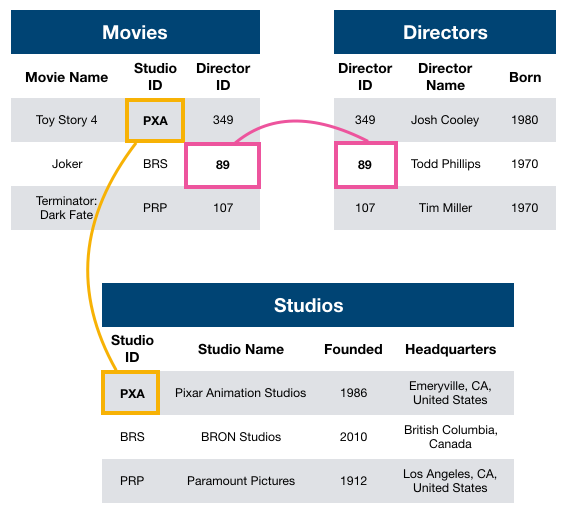 Movies
Movie Name Studio ID Director ID
Toy Story 4 PXA 349
Joker BRS 89
Terminator: Dark Fate PRP 107
Directors
Director ID Director Name Born
349 Josh Cooley 1980
89 Todd Phillips 1970
107 Tim Miller 1970
Studios
Studio ID Studio Name Founded Headquarters
PXA Pixar Animation Studios 1986 Emeryville, CA, United States
BRS BRON Studios 2010 British Columbia, Canada
PRP Paramount Pictures 1912 Los Angeles, CA, United States